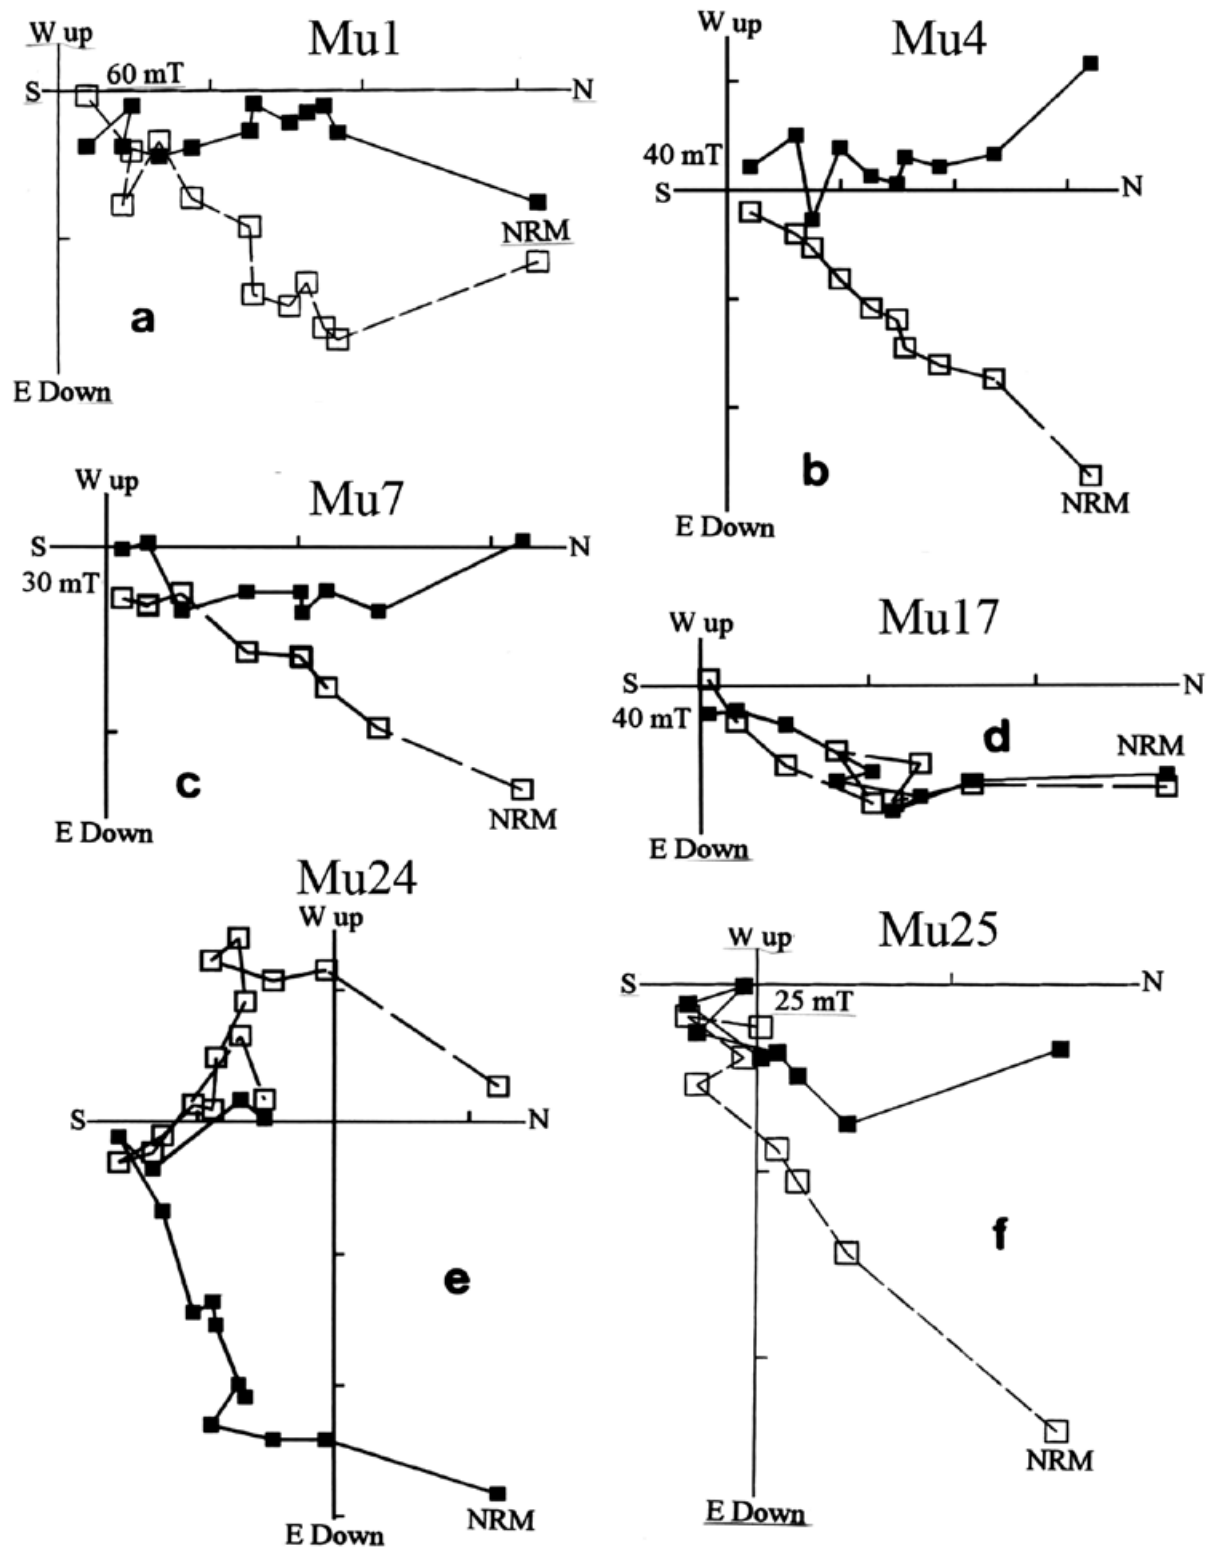 Mu1
W up
60 mT
S
N
NRM
a
E Down
Mu4
W up
40 mT
S
N
b
NRM
E Down
Mu7
W up
S
N
30 mT
c
NRM
E Down
Mu17
W up
S
N
40 mT
d
NRM
E Down
Mu24
W up
S
N
e
NRM
E Down
Mu25
W up
S
N
25 mT
f
NRM
E Down